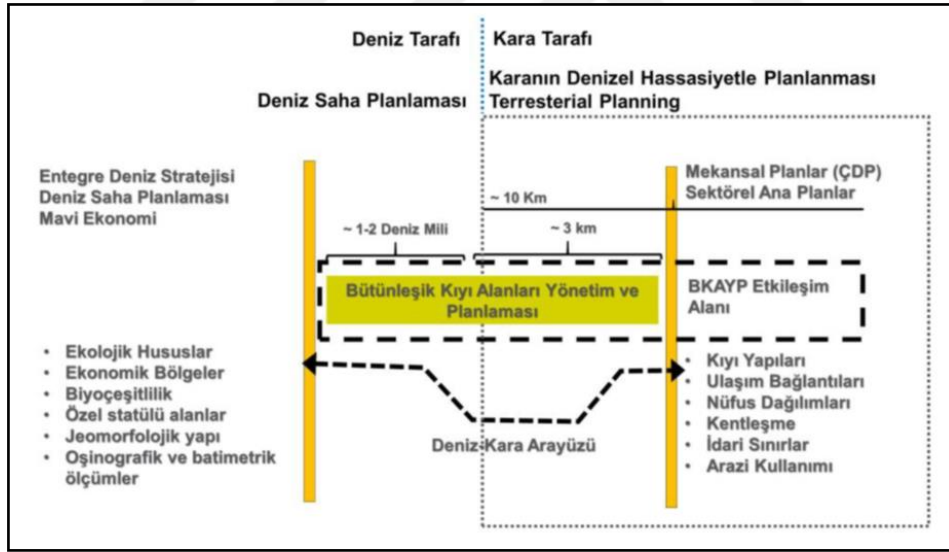 Deniz Tarafı
Kara Tarafı
Deniz Saha Planlaması
Karanın Denizel Hassasiyetle Planlanması
Terresterial Planning
Entegre Deniz Stratejisi
Deniz Saha Planlaması
Mavi Ekonomi
Mekansal Planlar (ÇDP)
Sektörel Ana Planlar
~ 10 Km
~ 1-2 Deniz Mili
~ 3 km
Bütünleşik Kıyı Alanları Yönetim ve
Planlaması
BKAYP Etkileşim
Alanı
• Ekolojik Hususlar
• Ekonomik Bölgeler
• Biyoçeşitlilik
• Özel statülü alanlar
• Jeomorfolojik yapı
• Oşinografik ve batimetrik
ölçümler
Deniz-Kara Arayüzü
• Kıyı Yapıları
• Ulaşım Bağlantıları
• Nüfus Dağılımları
• Kentleşme
• İdari Sınırlar
• Arazi Kullanımı